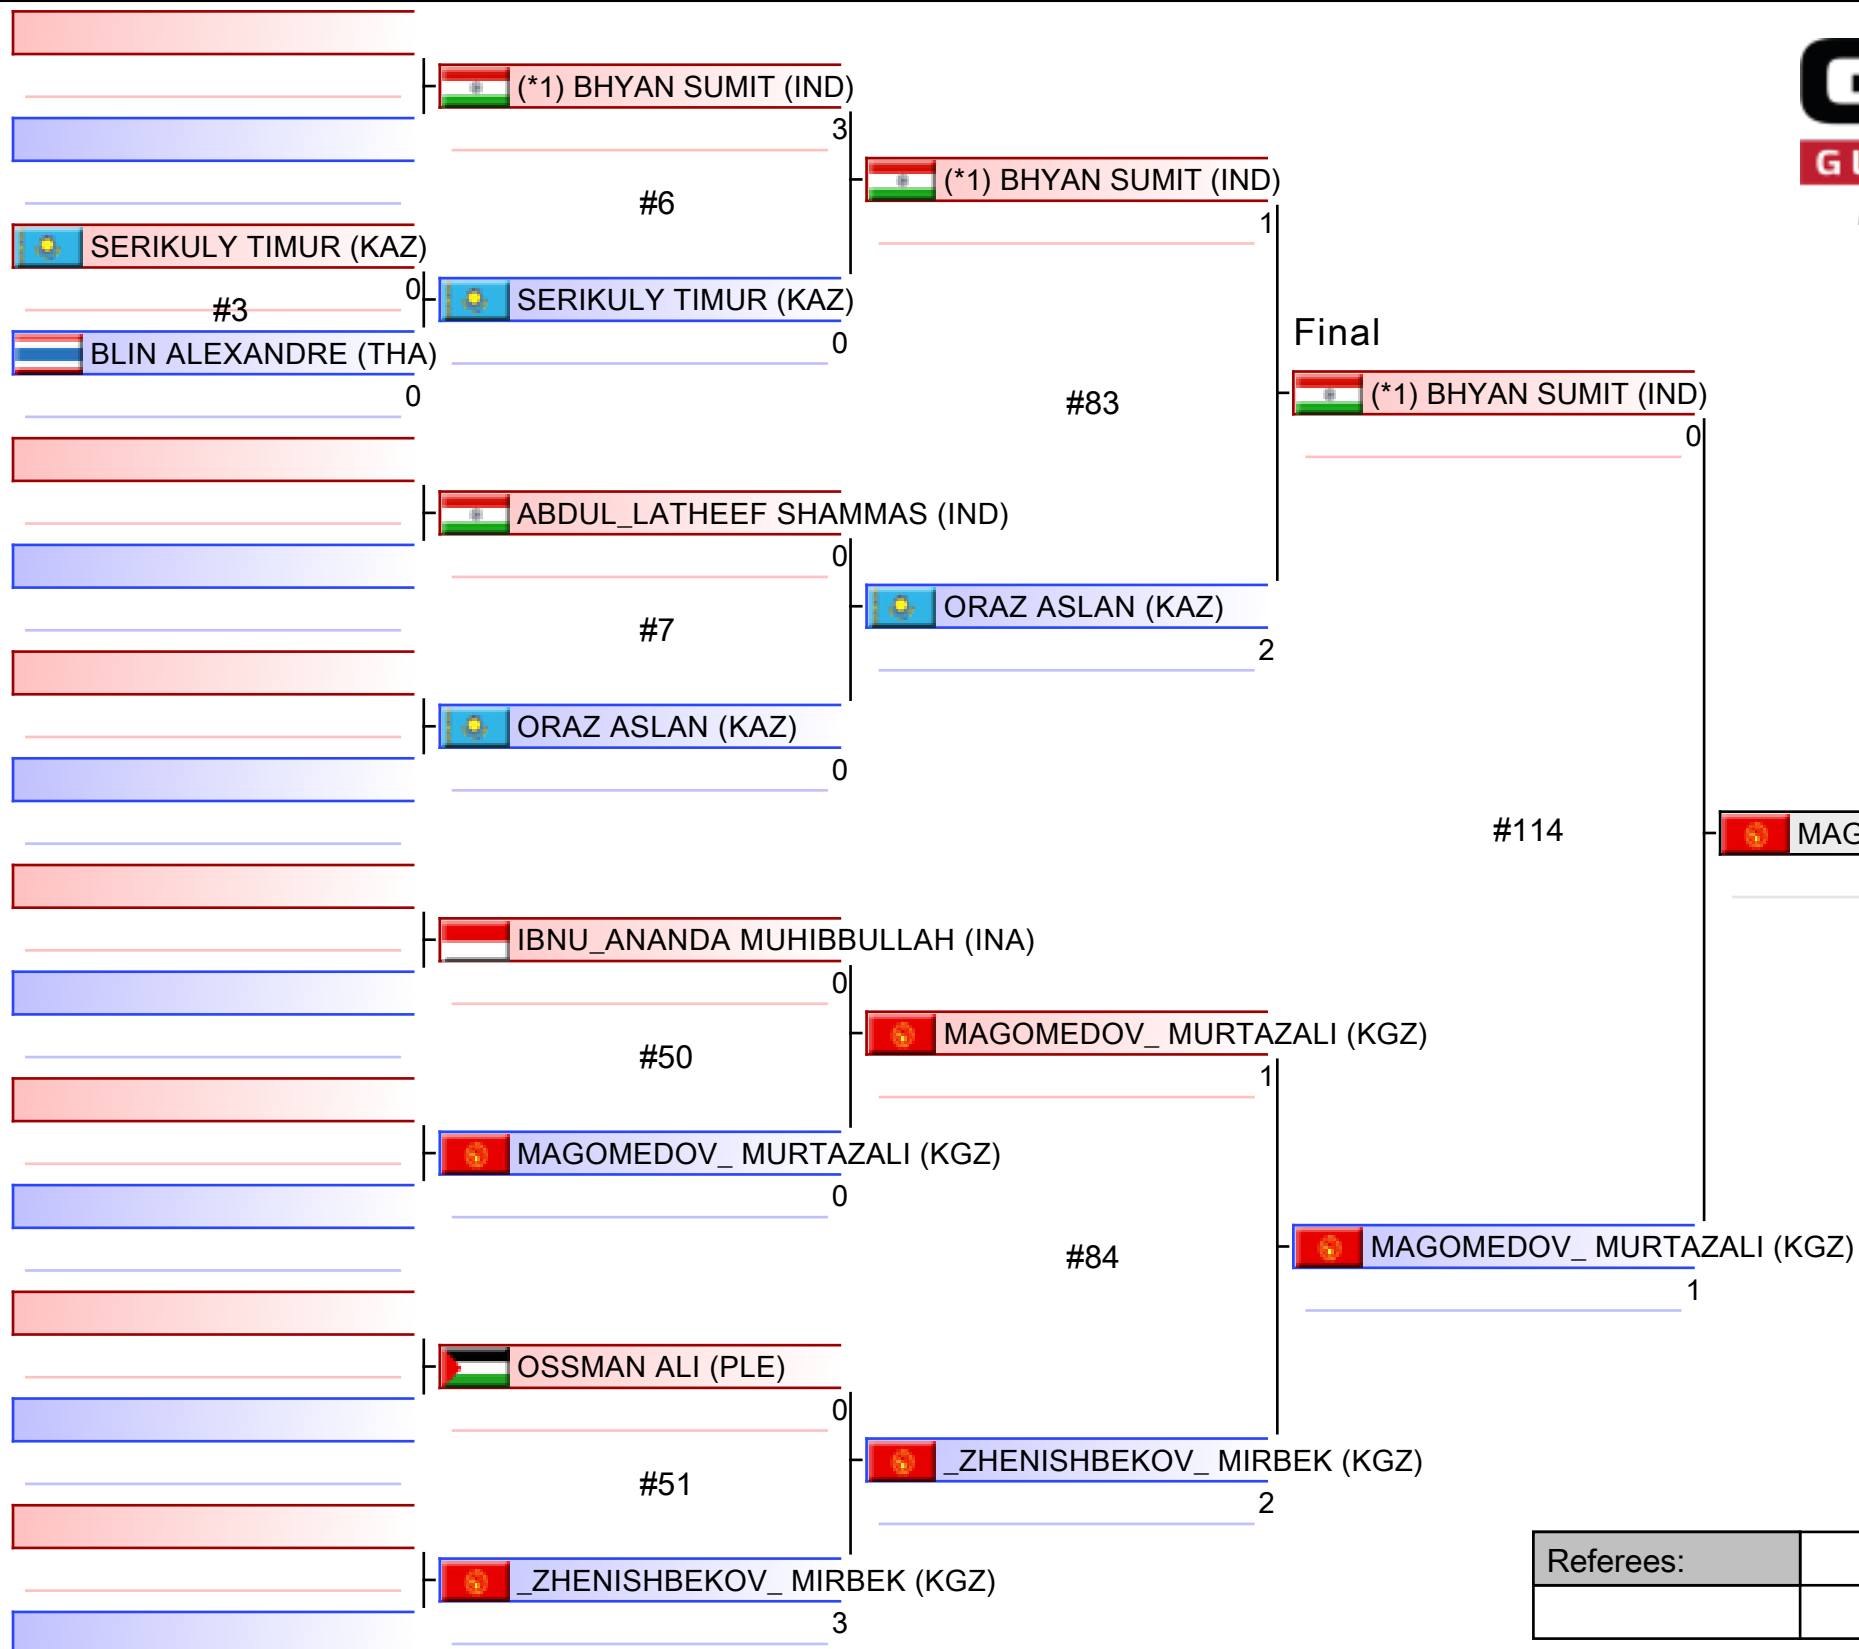 (*1) BHYAN SUMIT (IND)
3
#6
(*1) BHYAN SUMIT (IND)
1
SERIKULY TIMUR (KAZ)
0
#3
SERIKULY TIMUR (KAZ)
0
BLIN ALEXANDRE (THA)
0
#83
Final
(*1) BHYAN SUMIT (IND)
0
ABDUL_LATHEEF SHAMMAS (IND)
0
#7
ORAZ ASLAN (KAZ)
2
ORAZ ASLAN (KAZ)
0
#114
MAG
IBNU_ANANDA MUHIBBULLAH (INA)
0
#50
MAGOMEDOV_ MURTAZALI (KGZ)
1
MAGOMEDOV_ MURTAZALI (KGZ)
0
#84
MAGOMEDOV_ MURTAZALI (KGZ)
1
OSSMAN ALI (PLE)
0
#51
_ZHENISHBEKOV_ MIRBEK (KGZ)
2
_ZHENISHBEKOV_ MIRBEK (KGZ)
3
Referees: